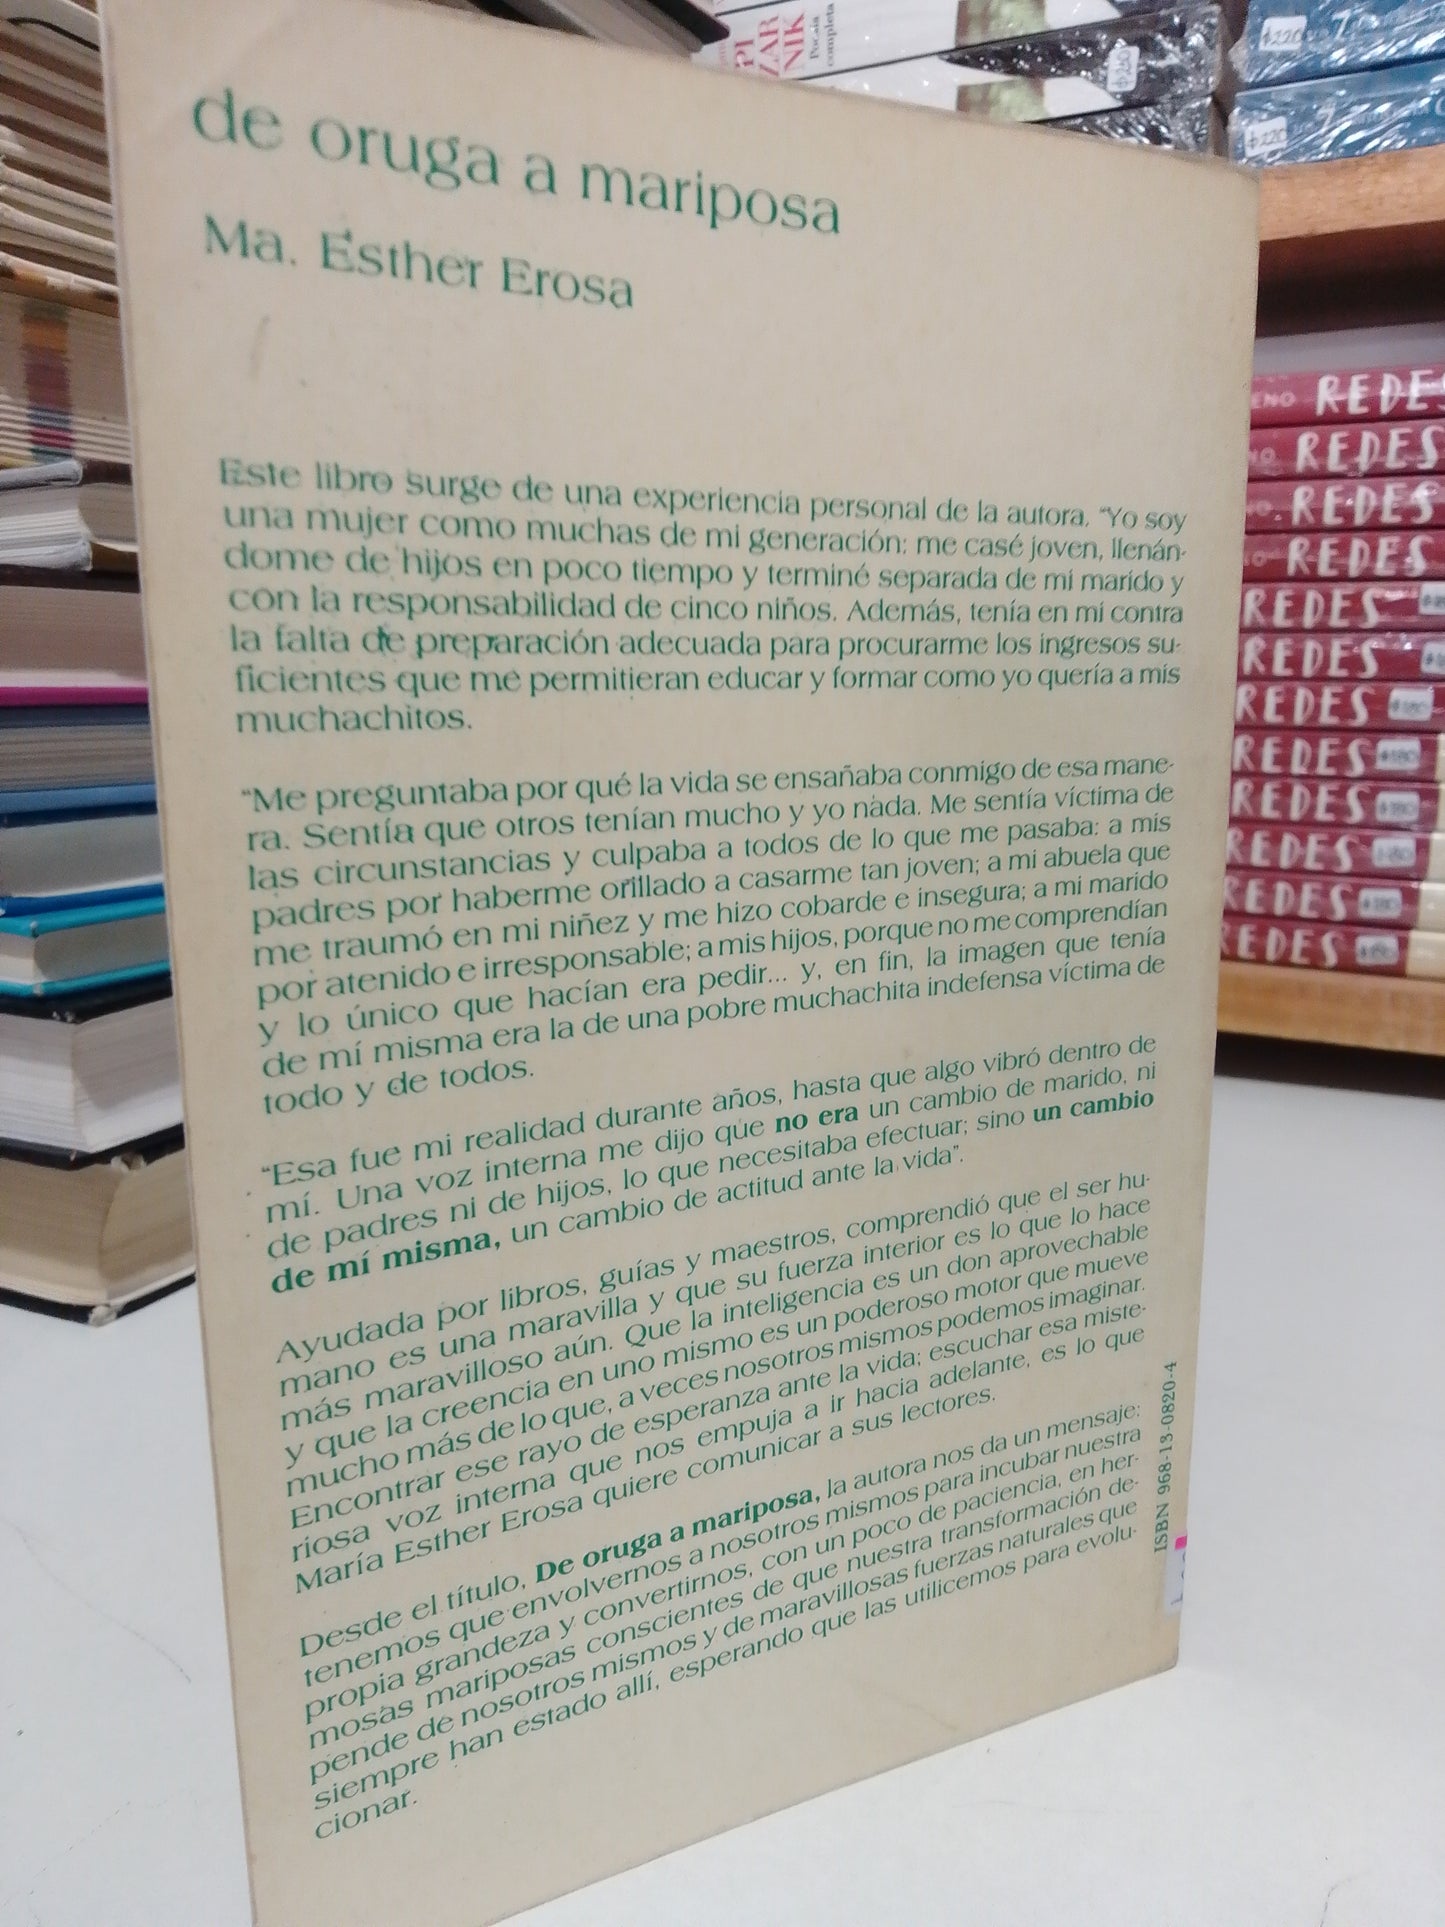 de oruga a mariposa
Ma. Esther Erosa
Este libro surge de una experiencia personal de la autora. "Yo soy
una mujer como muchas de mi generación: me casé joven, llenán-
dome de hijos en poco tiempo y terminé separada de mi marido y
con la responsabilidad de cinco niños. Además, tenía en mi contra
la falta de preparación adecuada para procurarme los ingresos su-
ficientes que me permitieran educar y formar como yo quería a mis
muchachitos.
"Me preguntaba por qué la vida se ensañaba conmigo de esa mane-
ra. Sentía que otros tenían mucho y yo nada. Me sentía víctima de
las circunstancias y culpaba a todos de lo que me pasaba: a mis
padres por haberme orillado a casarme tan joven; a mi abuela que
me traumó en mi niñez y me hizo cobarde e insegura; a mi marido
por atenido e irresponsable; a mis hijos, porque no me comprendían
y lo único que hacían era pedir... y, en fin, la imagen que tenía
de mí misma era la de una pobre muchachita indefensa víctima de
todo y de todos.
"Esa fue mi realidad durante años, hasta que algo vibró dentro de
mí. Una voz interna me dijo que no era un cambio de marido, ni
de padres ni de hijos, lo que necesitaba efectuar; sino un cambio
de mí misma, un cambio de actitud ante la vida".
Ayudada por libros, guías y maestros, comprendió que el ser hu-
mano es una maravilla y que su fuerza interior es lo que lo hace
más maravilloso aún. Que la inteligencia es un don aprovechable
y que la creencia en uno mismo es un poderoso motor que mueve
mucho más de lo que, a veces nosotros mismos podemos imaginar.
Encontrar ese rayo de esperanza ante la vida; escuchar esa miste-
riosa voz interna que nos empuja a ir hacia adelante, es lo que
María Esther Erosa quiere comunicar a sus lectores.
Desde el título, De oruga a mariposa, la autora nos da un mensaje:
tenemos que envolvernos a nosotros mismos para incubar nuestra
propia grandeza y convertirnos, con un poco de paciencia, en her-
mosas mariposas conscientes de que nuestra transformación de-
pende de nosotros mismos y de maravillosas fuerzas naturales que
siempre han estado allí, esperando que las utilicemos para evolu-
cionar.
ISBN 968-13-0820-4
PI
ZAR
NIK
Poesía
completa
$220
$220
REDES
REDES
REDES
REDES
REDES
REDES
REDES
$180
REDES
$180
REDES
$180
REDES
$180
REDES
$180
REDES
$180